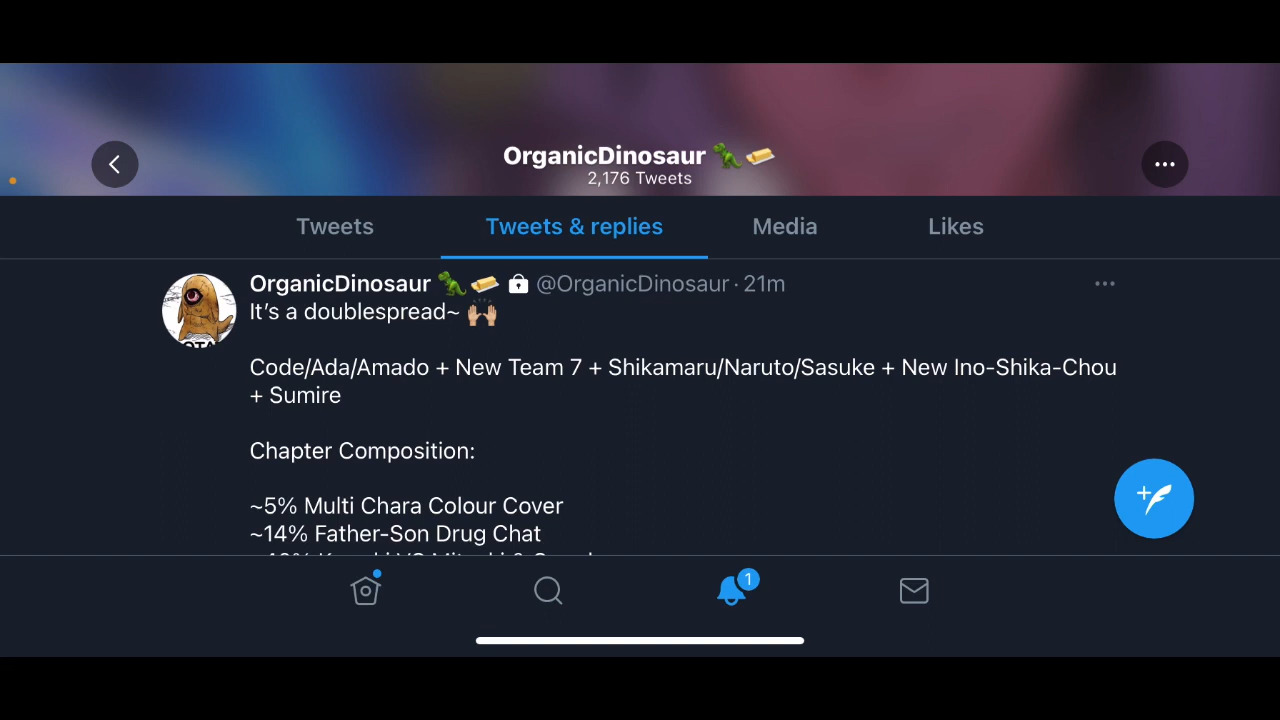 OrganicDinosaur 🦖🧈
2,176 Tweets
Tweets
Tweets & replies
Media
Likes
OrganicDinosaur 🦖🧈🔒 @OrganicDinosaur · 21m
It’s a doublespread~ 🙌🏼
Code/Ada/Amado + New Team 7 + Shikamaru/Naruto/Sasuke + New Ino-Shika-Chou
+ Sumire
Chapter Composition:
~5% Multi Chara Colour Cover
~14% Father-Son Drug Chat
1